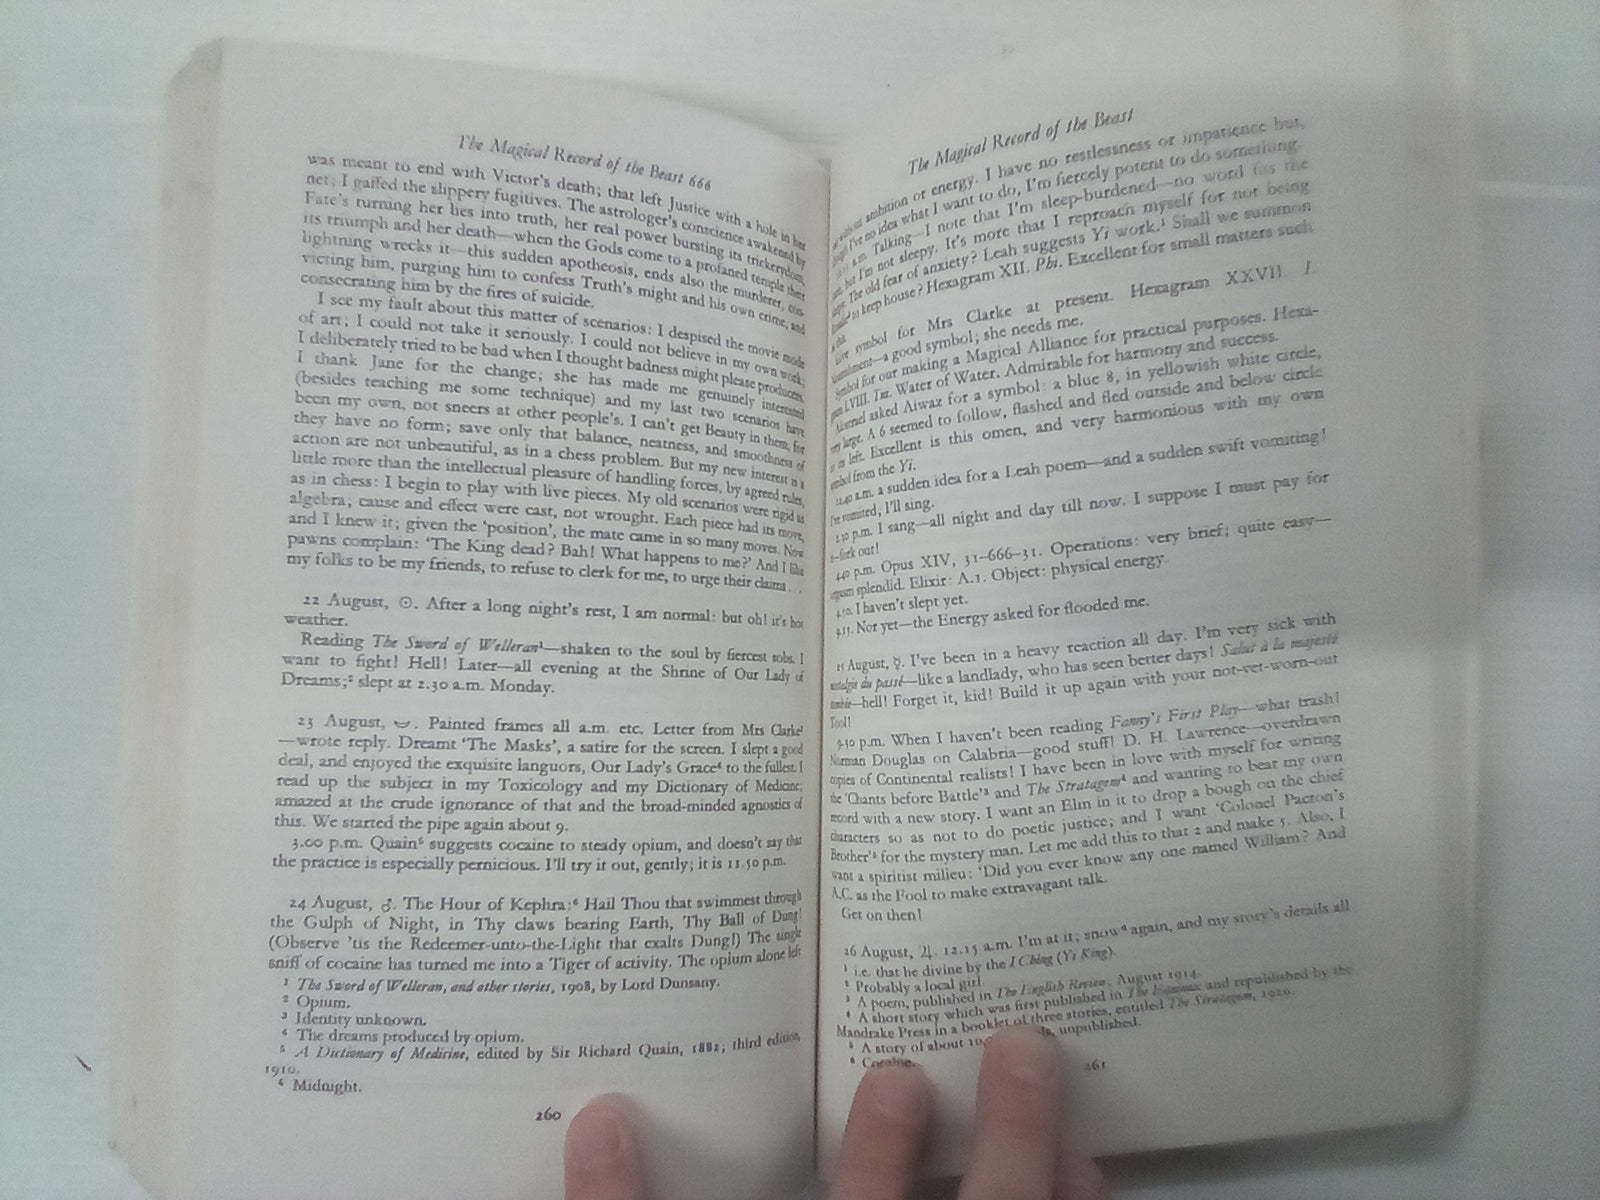 The Magical Record of the Beast 666
was meant to end with Victor's death; that left Justice with a hole in her
net; I gaffed the slippery fugitives. The astrologer's conscience awakened by
Fate's turning her lies into truth, her real power bursting its trickerydom,
its triumph and her death—when the Gods come to a profaned temple their
lightning wrecks it—this sudden apotheosis, ends also the murderer, con-
victing him, purging him to confess Truth's might and his own crime, and
consecrating him by the fires of suicide.
I see my fault about this matter of scenarios: I despised the movie mode
of art; I could not take it seriously. I could not believe in my own work;
I deliberately tried to be bad when I thought badness might please producers.
I thank Jane for the change; she has made me genuinely interested
(besides teaching me some technique) and my last two scenarios have
been my own, not sneers at other people's. I can't get Beauty in them, for
they have no form; save only that balance, neatness, and smoothness of
action are not unbeautiful, as in a chess problem. But my new interest is a
little more than the intellectual pleasure of handling forces, by agreed rules,
as in chess: I begin to play with live pieces. My old scenarios were rigid as
algebra; cause and effect were cast, not wrought. Each piece had its move,
and I knew it; given the 'position', the mate came in so many moves. Now
pawns complain: 'The King dead? Bah! What happens to me?' And I like
my folks to be my friends, to refuse to clerk for me, to urge their claims...
22 August, ☉. After a long night's rest, I am normal: but oh! it's hot
weather.
Reading The Sword of Welleran¹—shaken to the soul by fiercest sobs. I
want to fight! Hell! Later—all evening at the Shrine of Our Lady of
Dreams;² slept at 2.30 a.m. Monday.
23 August, ☽. Painted frames all a.m. etc. Letter from Mrs Clarke³
—wrote reply. Dreamt 'The Masks', a satire for the screen. I slept a good
deal, and enjoyed the exquisite languors, Our Lady's Grace⁴ to the fullest. I
read up the subject in my Toxicology and my Dictionary of Medicine;
amazed at the crude ignorance of that and the broad-minded agnostics of
this. We started the pipe again about 9.
3.00 p.m. Quain⁵ suggests cocaine to steady opium, and doesn't say that
the practice is especially pernicious. I'll try it out, gently; it is 11.50 p.m.
24 August, ♂. The Hour of Kephra:⁶ Hail Thou that swimmest through
the Gulph of Night, in Thy claws bearing Earth, Thy Ball of Dung!
(Observe 'tis the Redeemer-unto-the-Light that exalts Dung!) The single
sniff of cocaine has turned me into a Tiger of activity. The opium alone left
¹ The Sword of Welleran, and other stories, 1908, by Lord Dunsany.
² Opium.
³ Identity unknown.
⁴ The dreams produced by opium.
⁵ A Dictionary of Medicine, edited by Sir Richard Quain, 1882; third edition,
1910.
⁶ Midnight.
260
The Magical Record of the Beast
ambition or energy. I have no restlessness or impatience but,
I've no idea what I want to do, I'm fiercely potent to do something.
a.m. Talking—I note that I'm sleep-burdened—no word fits the
but I'm not sleepy. It's more that I reproach myself for not being
The old fear of anxiety? Leah suggests Yi work.¹ Shall we summon
to keep house? Hexagram XII. Phi. Excellent for small matters such
symbol for Mrs Clarke at present. Hexagram XXVII. I.
—a good symbol; she needs me.
Symbol for our making a Magical Alliance for practical purposes. Hexa-
gram LVIII. Tui. Water of Water. Admirable for harmony and success.
asked Aiwaz for a symbol: a blue 8, in yellowish white circle,
very large. A 6 seemed to follow, flashed and fled outside and below circle
left. Excellent is this omen, and very harmonious with my own
symbol from the Yi.
a.m. a sudden idea for a Leah poem—and a sudden swift vomiting!
I've vomited, I'll sing.
p.m. I sang—all night and day till now. I suppose I must pay for
out!
4.40 p.m. Opus XIV, 31–666–31. Operations: very brief; quite easy—
orgasm splendid. Elixir: A.1. Object: physical energy.
I haven't slept yet.
Nor yet—the Energy asked for flooded me.
25 August, ☿. I've been in a heavy reaction all day. I'm very sick with
nostalgie du passé—like a landlady, who has seen better days! Salut à la majesté
tombée—hell! Forget it, kid! Build it up again with your not-yet-worn-out
Tool!
9.50 p.m. When I haven't been reading Fanny's First Play—what trash!
Norman Douglas on Calabria—good stuff! D. H. Lawrence—overdrawn
copies of Continental realists! I have been in love with myself for writing
the 'Chants before Battle'³ and The Stratagem⁴ and wanting to beat my own
record with a new story. I want an Elm in it to drop a bough on the chief
characters so as not to do poetic justice; and I want 'Colonel Pacton's
Brother'⁵ for the mystery man. Let me add this to that 2 and make 5. Also, I
want a spiritist milieu: 'Did you ever know any one named William?' And
A.C. as the Fool to make extravagant talk.
Get on then!
26 August, ♃. 12.15 a.m. I'm at it; snow⁶ again, and my story's details all
¹ i.e. that he divine by the I Ching (Yi King).
² Probably a local girl.
³ A poem, published in The English Review, August 1914.
⁴ A short story which was first published in The Equinox and republished by the
Mandrake Press in a booklet of three stories, entitled The Stratagem, 1929.
⁵ A story of about unpublished.
⁶ Cocaine.
261